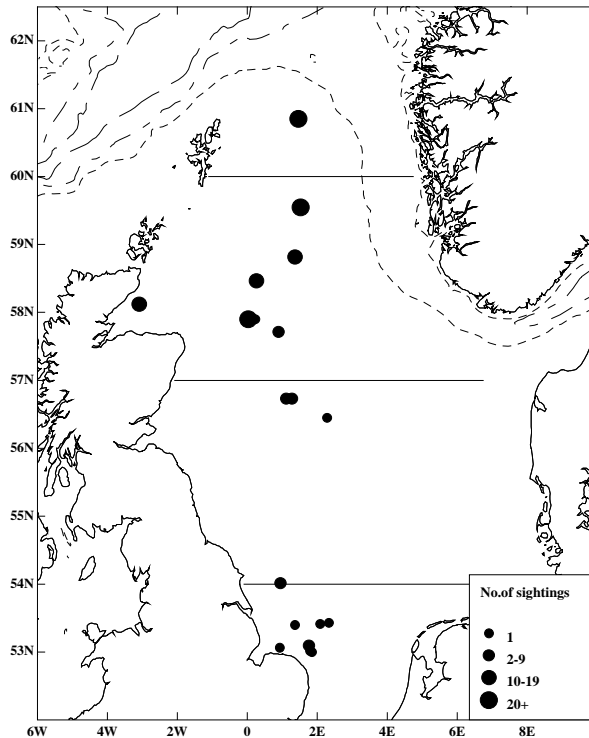 62N
61N
60N
59N
58N
57N
56N
55N
54N
53N
No.of sightings
1
2-9
10-19
20+
6W 4W 2W 0 2E 4E 6E 8E